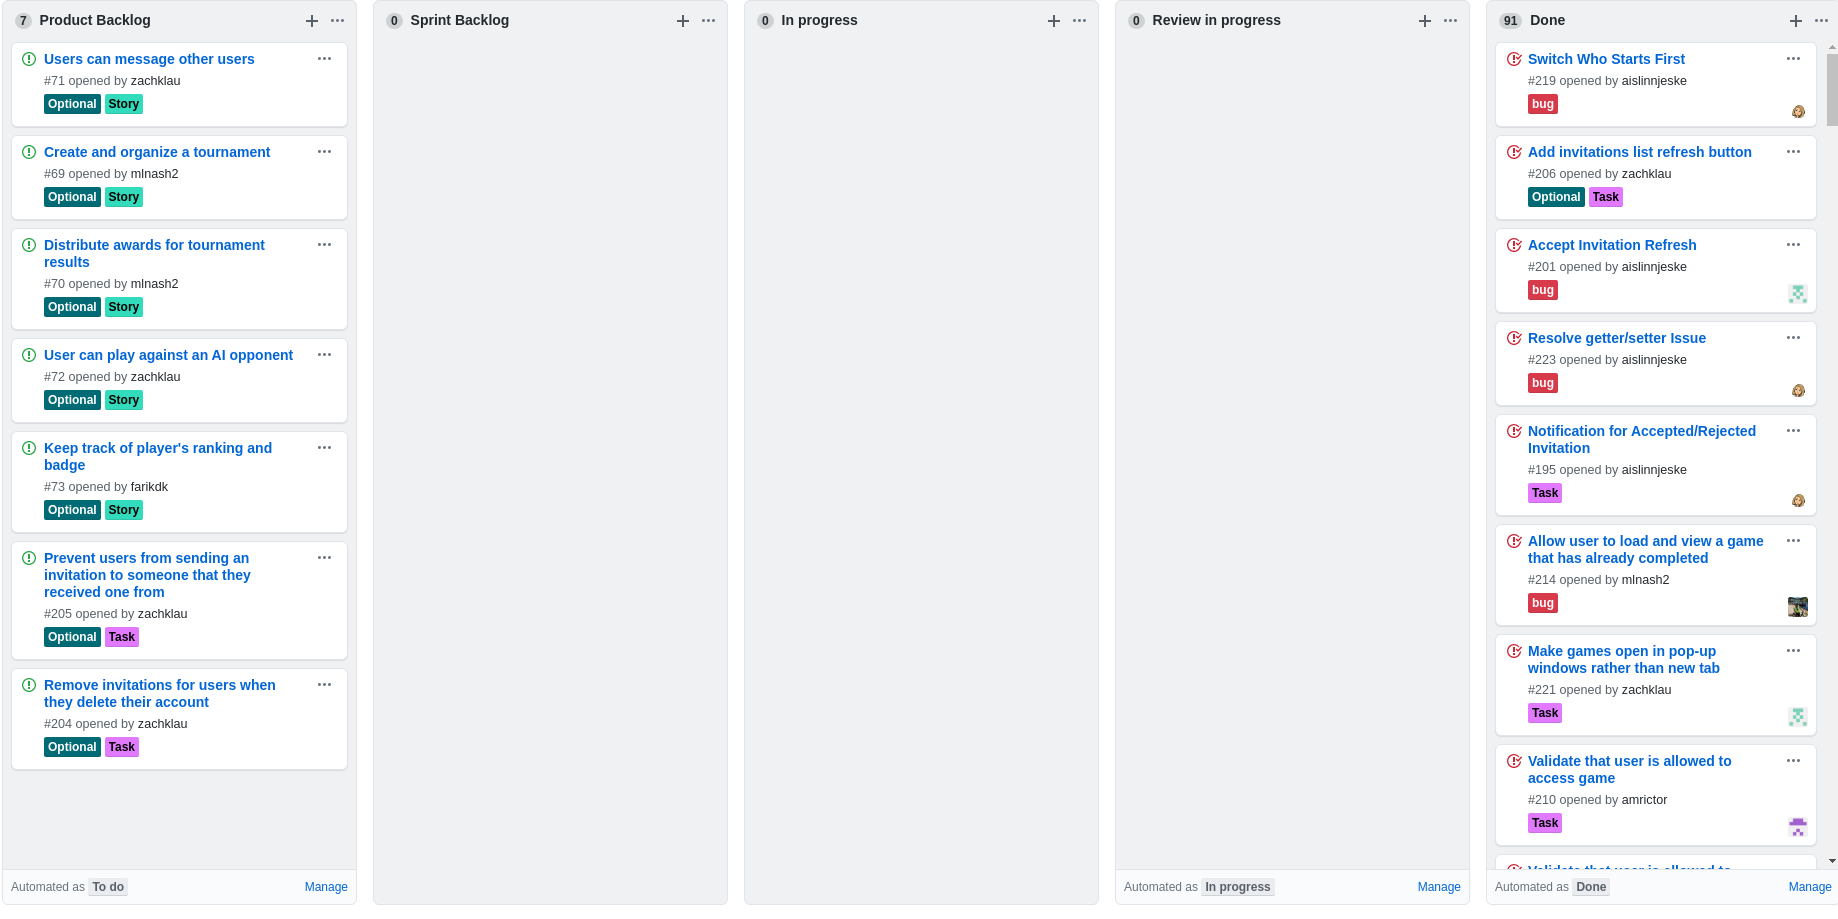 7 Product Backlog
Users can message other users
#71 opened by zachklau
Optional Story
Create and organize a tournament
#69 opened by mlnash2
Optional Story
Distribute awards for tournament
results
#70 opened by mlnash2
Optional Story
User can play against an AI opponent
#72 opened by zachklau
Optional Story
Keep track of player's ranking and
badge
#73 opened by farikdk
Optional Story
Prevent users from sending an
invitation to someone that they
received one from
#205 opened by zachklau
Optional Task
Remove invitations for users when
they delete their account
#204 opened by zachklau
Optional Task
Automated as To do Manage
0 Sprint Backlog
0 In progress
0 Review in progress
Automated as In progress Manage
91 Done
Switch Who Starts First
#219 opened by aislinnjeske
bug
Add invitations list refresh button
#206 opened by zachklau
Optional Task
Accept Invitation Refresh
#201 opened by aislinnjeske
bug
Resolve getter/setter Issue
#223 opened by aislinnjeske
bug
Notification for Accepted/Rejected
Invitation
#195 opened by aislinnjeske
Task
Allow user to load and view a game
that has already completed
#214 opened by mlnash2
bug
Make games open in pop-up
windows rather than new tab
#221 opened by zachklau
Task
Validate that user is allowed to
access game
#210 opened by amrictor
Task
Validate that user is allowed to
Automated as Done Manage